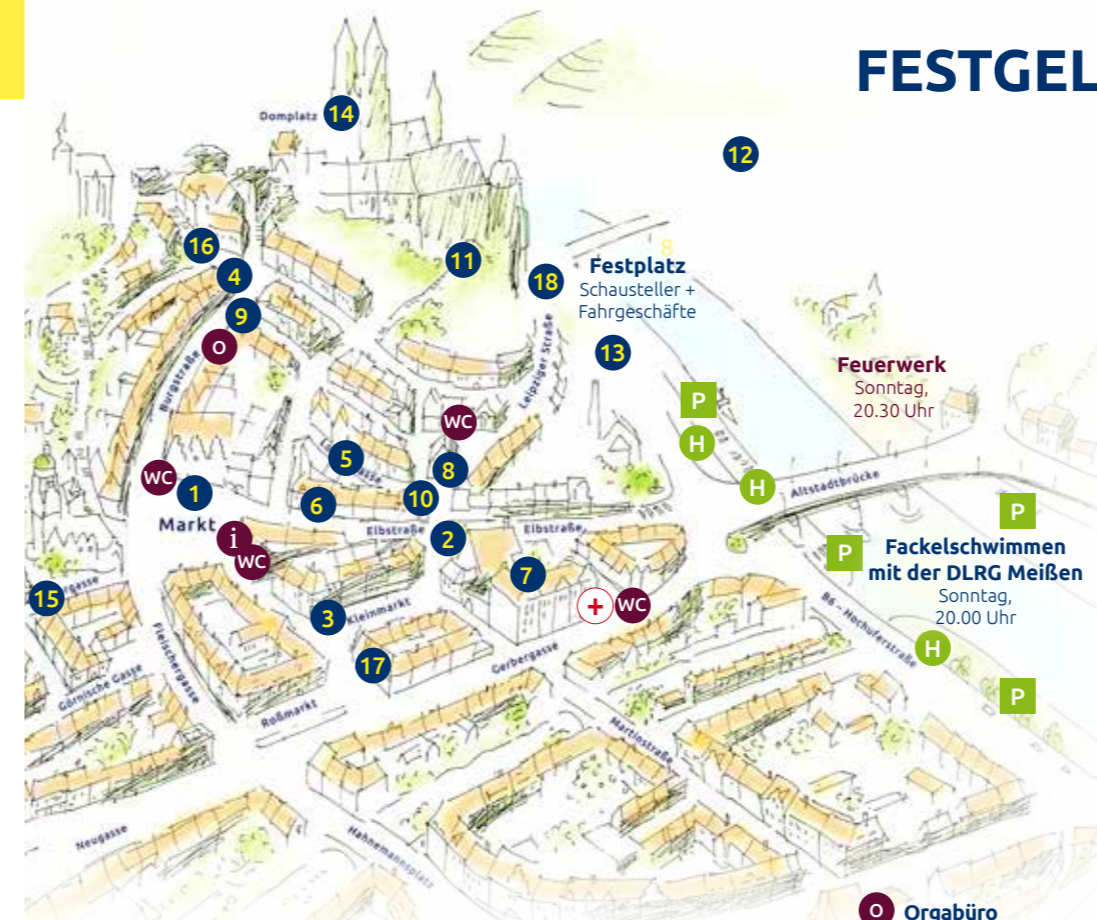 FESTGEL
Domplatz
14
12
16
4
11
18
8
Festplatz
Schausteller +
Fahrgeschäfte
9
O
13
Leipziger Straße
Burgstraße
Feuerwerk
Sonntag,
20.30 Uhr
P
H
WC
5
8
WC
1
6
10
H
Altstadtbrücke
Markt
i
WC
Elbstraße
2
Elbstraße
P
P
Fackelschwimmen
mit der DLRG Meißen
Sonntag,
20.00 Uhr
7
15
3
Kleinmarkt
+
WC
B6 – Hochuferstraße
H
Fleischergasse
17
Gerbergasse
Görnische Gasse
Roßmarkt
P
Martinstraße
Neugasse
Hahnemannsplatz
O
Orgabüro